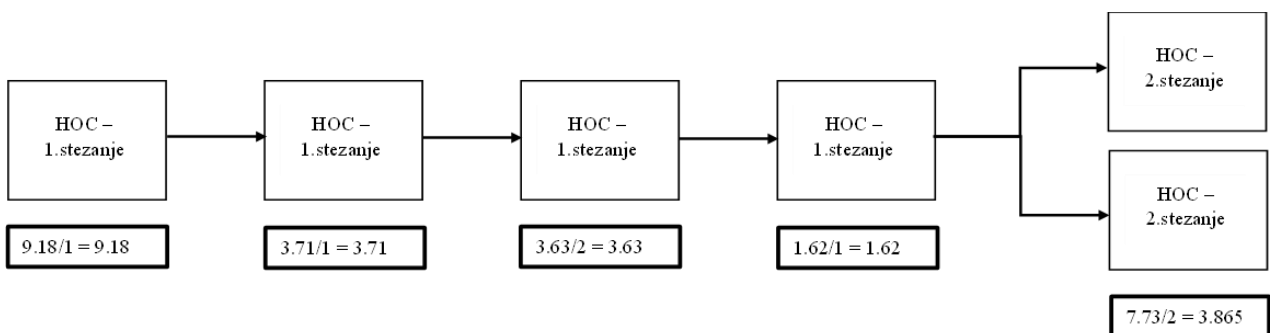 HOC –
1.stezanje
HOC –
1.stezanje
HOC –
1.stezanje
HOC –
1.stezanje
HOC –
2.stezanje
HOC –
2.stezanje
9.18/1 = 9.18
3.71/1 = 3.71
3.63/2 = 3.63
1.62/1 = 1.62
7.73/2 = 3.865